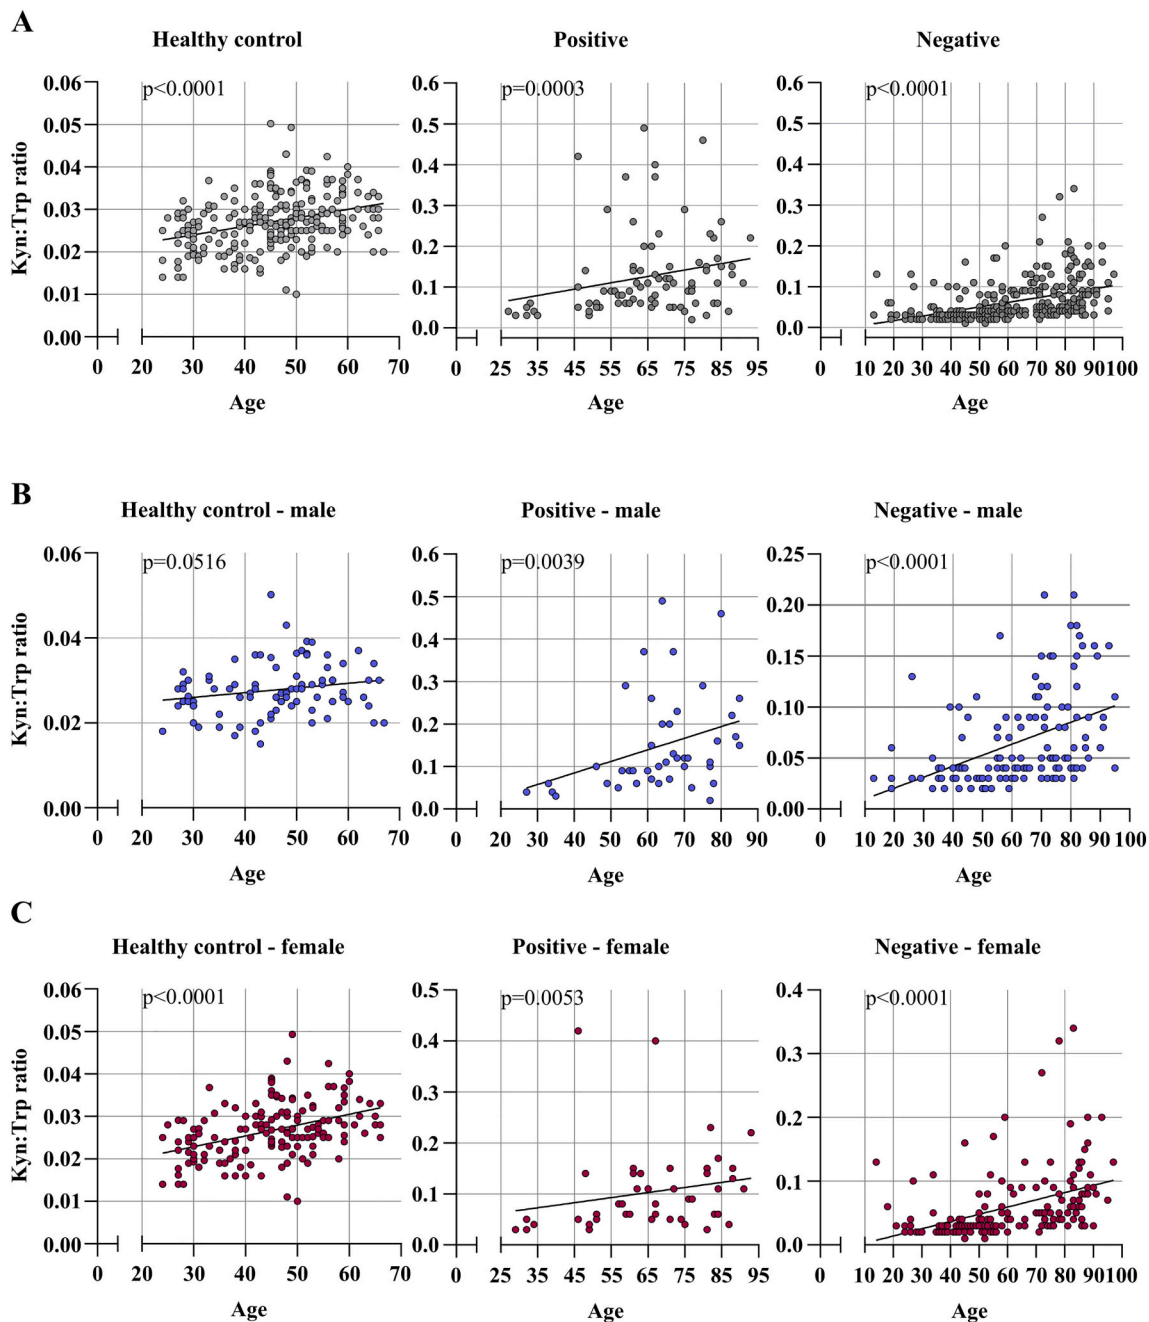 A
Healthy control Positive Negative
p<0.0001 p=0.0003 p<0.0001
Kyn:Trp ratio
0.06 0.05 0.04 0.03 0.02 0.01 0.00
0 20 30 40 50 60 70
Age
0.6 0.5 0.4 0.3 0.2 0.1 0.0
0 25 35 45 55 65 75 85 95
Age
0.6 0.5 0.4 0.3 0.2 0.1 0.0
0 10 20 30 40 50 60 70 80 90 100
Age
B
Healthy control - male Positive - male Negative - male
p=0.0516 p=0.0039 p<0.0001
Kyn:Trp ratio
0.06 0.04 0.02 0.00
0 20 30 40 50 60 70
Age
0.6 0.5 0.4 0.3 0.2 0.1 0.0
0 20 30 40 50 60 70 80 90
Age
0.25 0.20 0.15 0.10 0.05 0.00
0 10 20 30 40 50 60 70 80 90 100
Age
C
Healthy control - female Positive - female Negative - female
p<0.0001 p=0.0053 p<0.0001
Kyn:Trp ratio
0.06 0.05 0.04 0.03 0.02 0.01 0.00
0 20 30 40 50 60 70
Age
0.5 0.4 0.3 0.2 0.1 0.0
0 25 35 45 55 65 75 85 95
Age
0.4 0.3 0.2 0.1 0.0
0 10 20 30 40 50 60 70 80 90 100
Age